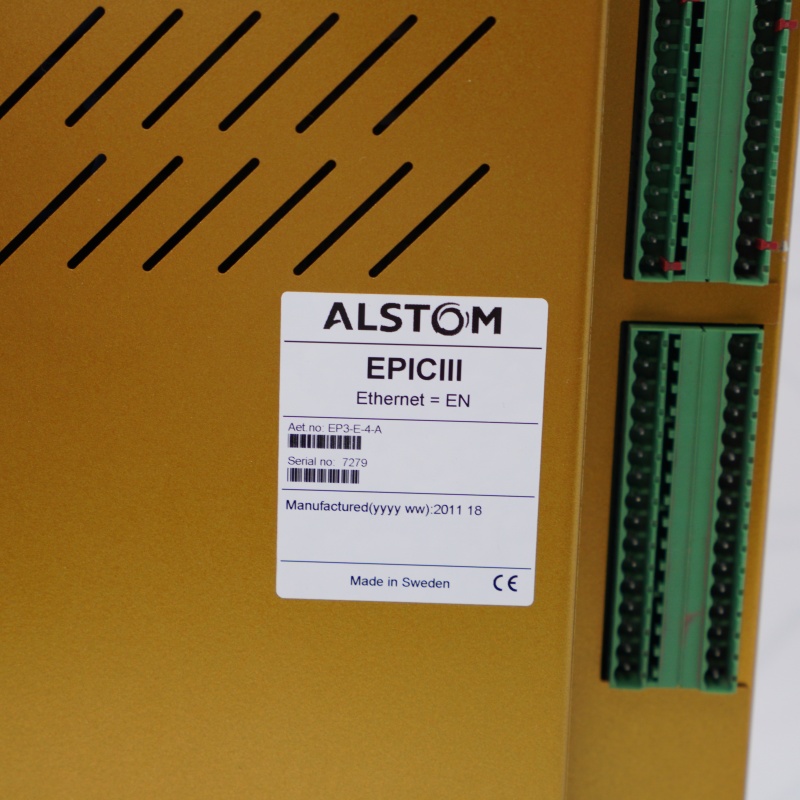 ALSTOM
EPICIII
Ethernet = EN
Aet.no: EP3-E-4-A
Serial no: 7279
Manufactured(yyyy ww):2011 18
Made in Sweden CE